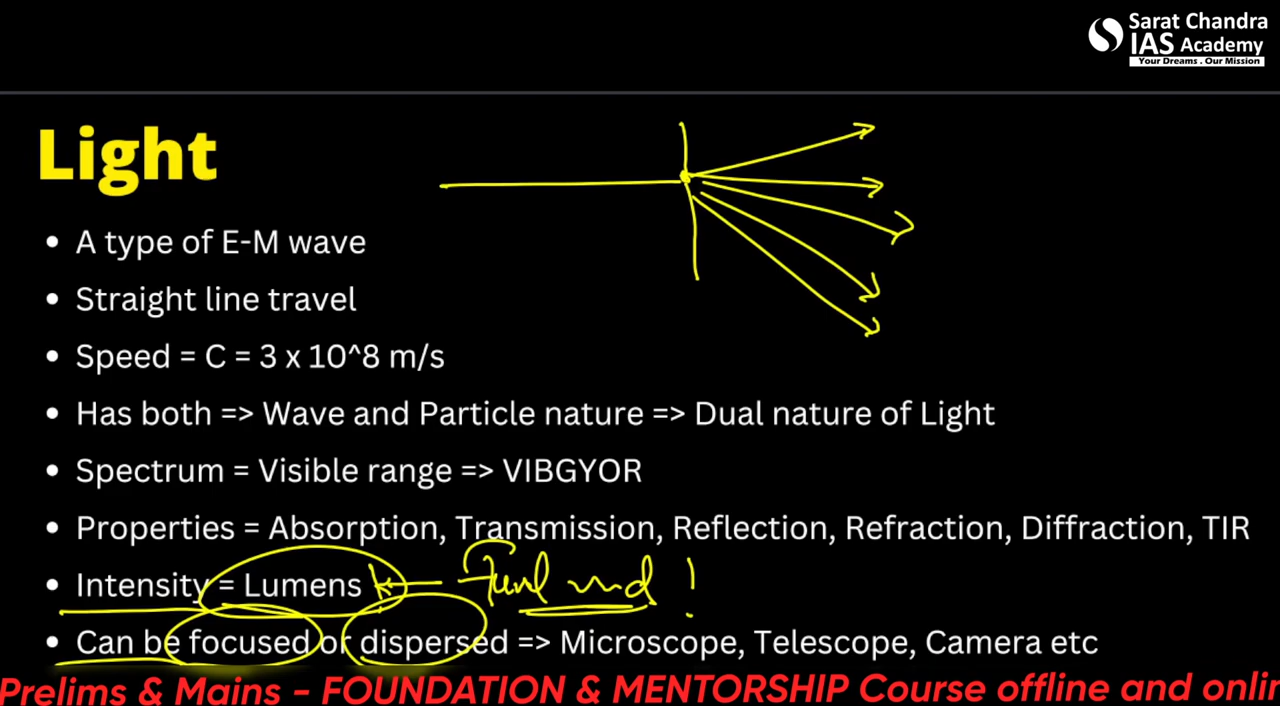 Sarat Chandra
IAS Academy
Your Dreams . Our Mission
Light
• A type of E-M wave
• Straight line travel
• Speed = C = 3 x 10^8 m/s
• Has both => Wave and Particle nature => Dual nature of Light
• Spectrum = Visible range => VIBGYOR
• Properties = Absorption, Transmission, Reflection, Refraction, Diffraction, TIR
• Intensity = Lumens
• Can be focused or dispersed => Microscope, Telescope, Camera etc
Prelims & Mains - FOUNDATION & MENTORSHIP Course offline and onlin